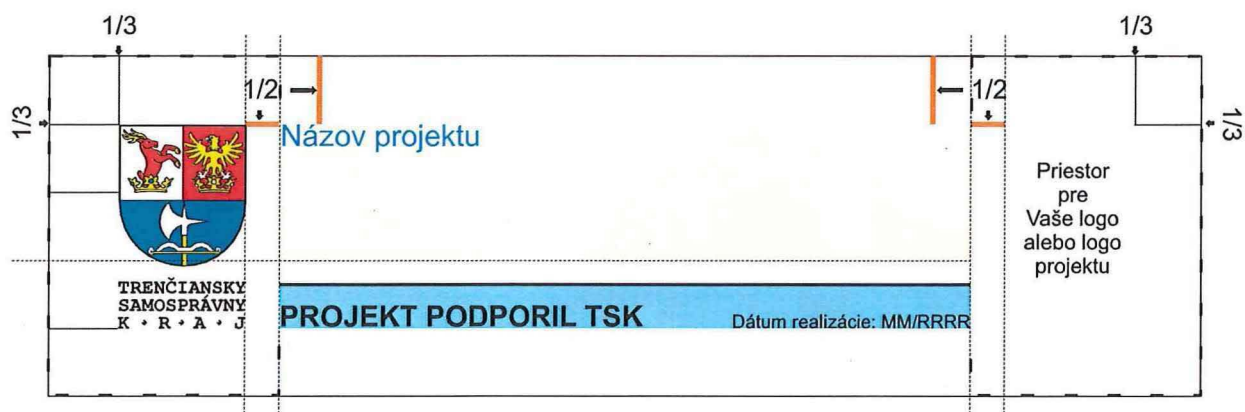 1/3
1/3
1/2
1/2
1/3
1/3
Názov projektu
Priestor
pre
Vaše logo
alebo logo
projektu
TRENČIANSKY
SAMOSPRÁVNY
K · R · A · J
PROJEKT PODPORIL TSK
Dátum realizácie: MM/RRRR